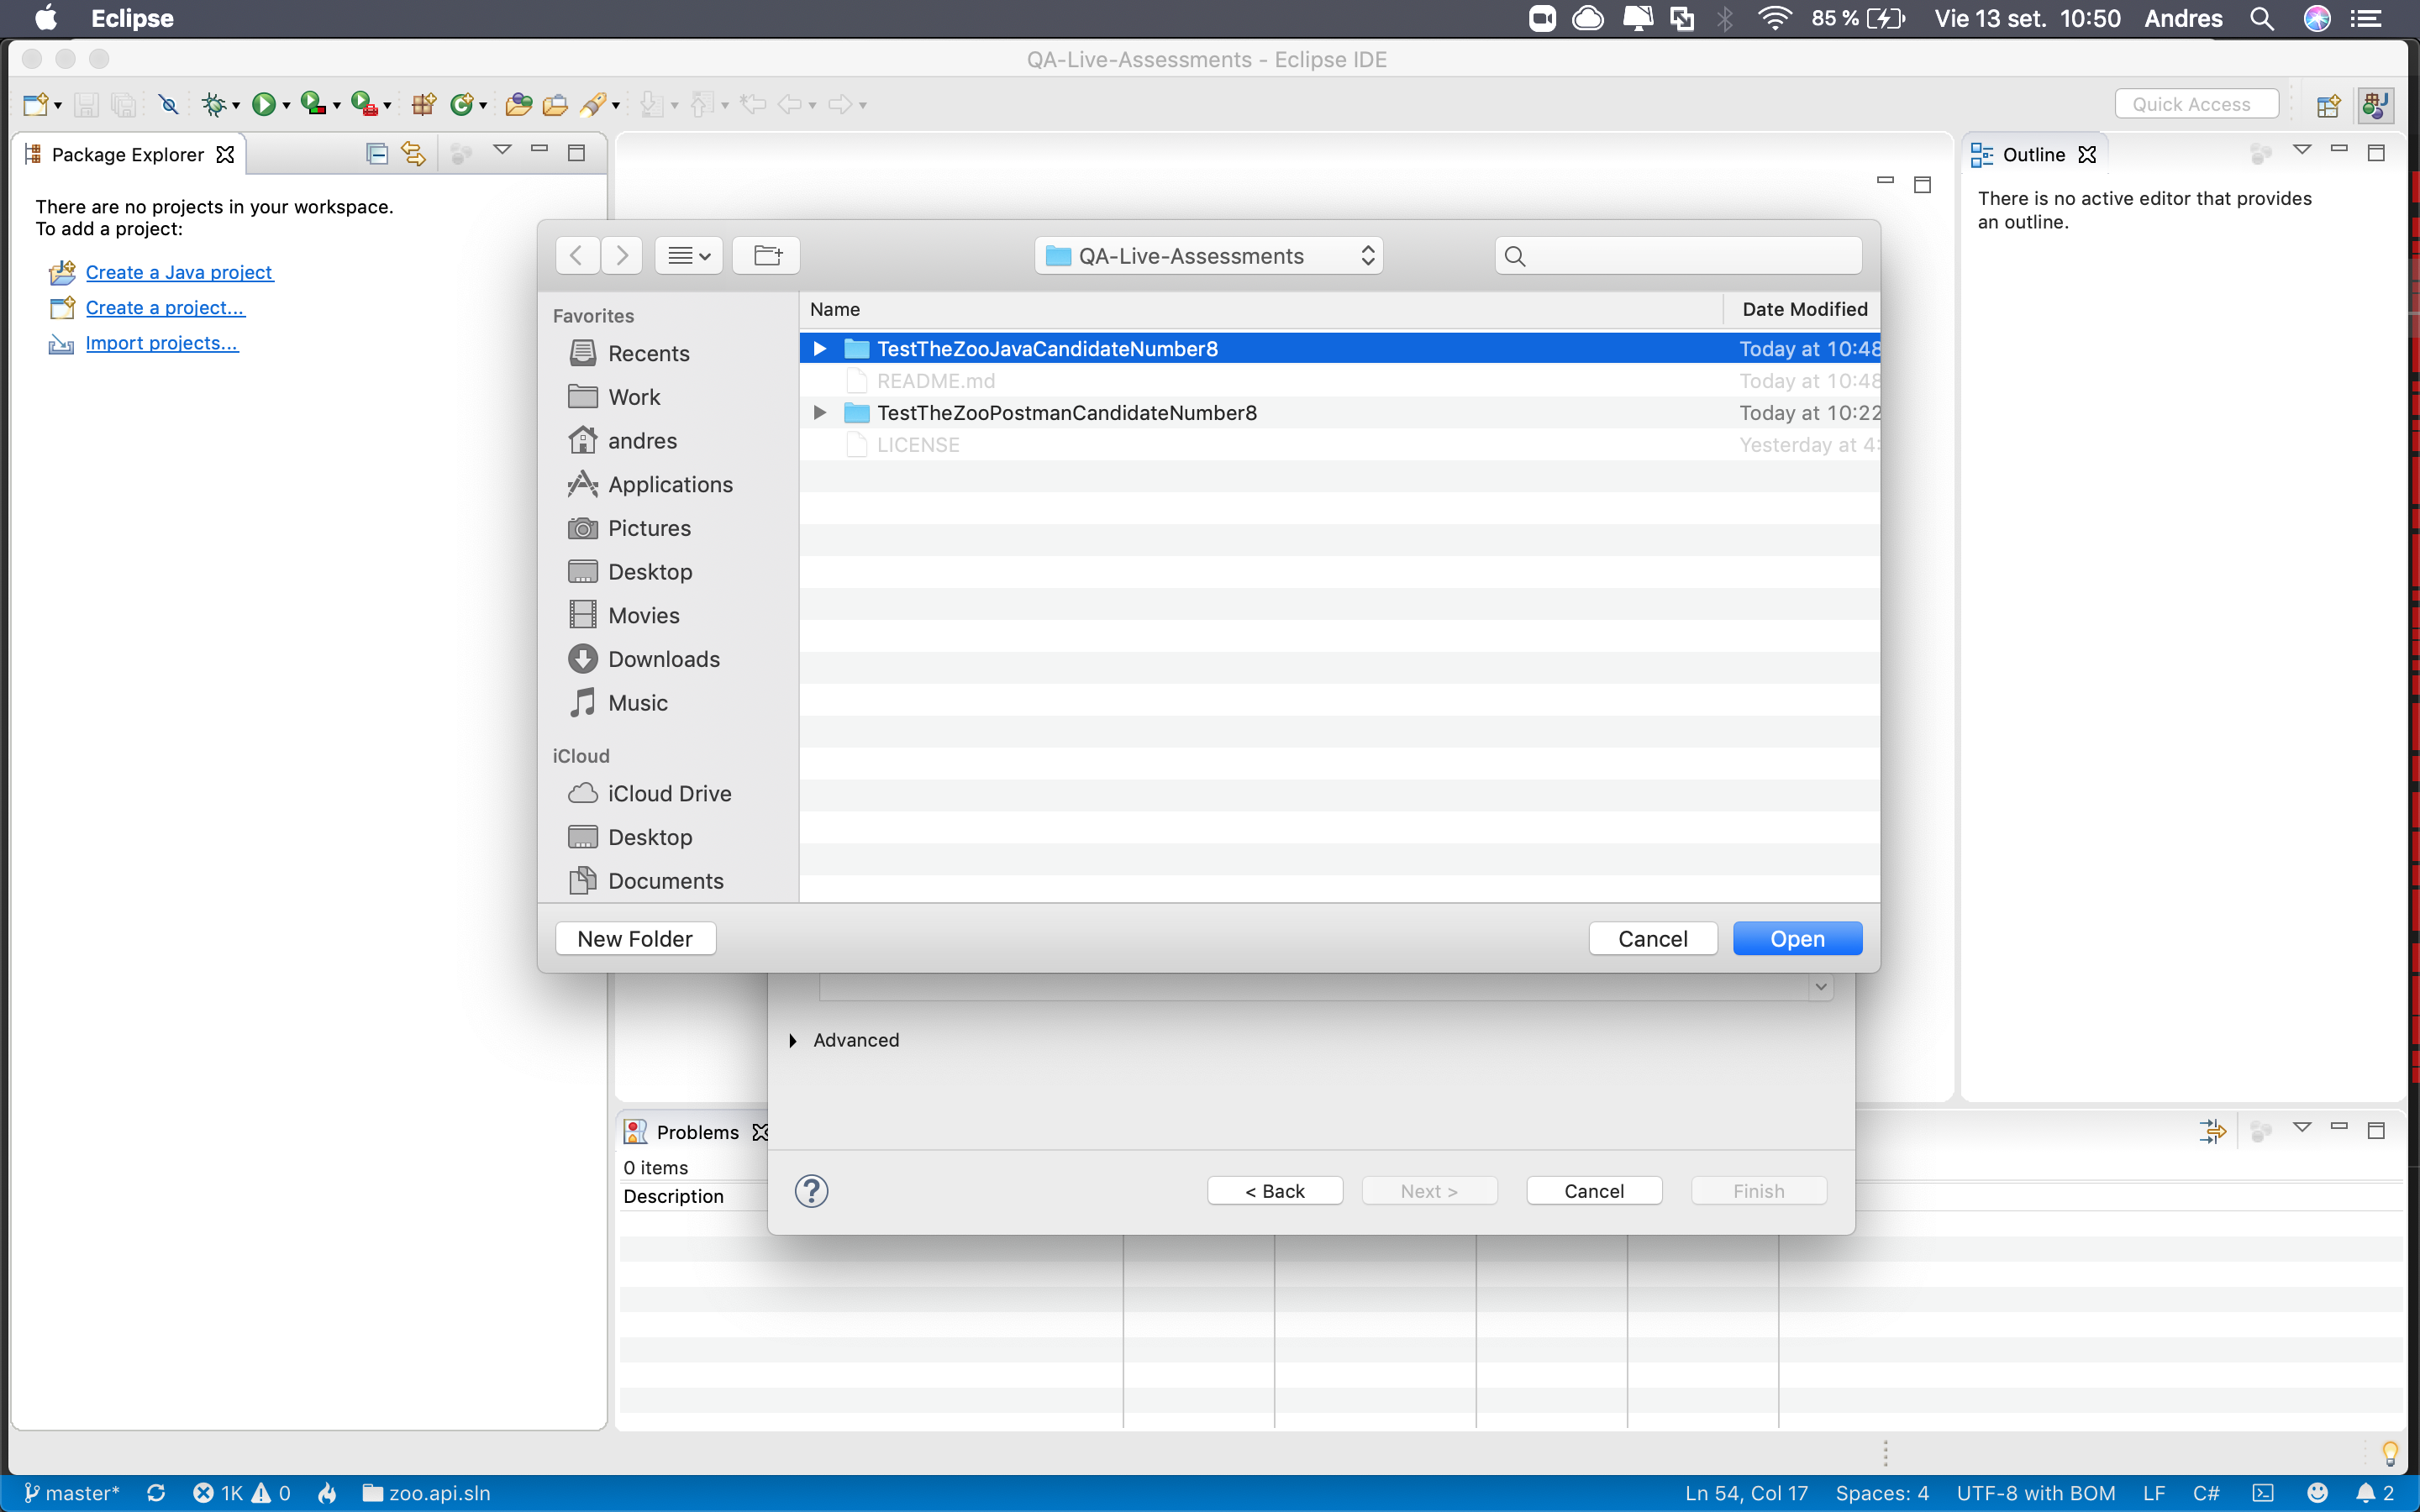 Eclipse
85 %
Vie 13 set. 10:50
Andres
QA-Live-Assessments - Eclipse IDE
Quick Access
Package Explorer
There are no projects in your workspace.
To add a project:
Create a Java project
Create a project...
Import projects...
Outline
There is no active editor that provides
an outline.
QA-Live-Assessments
Favorites
Recents
Work
andres
Applications
Pictures
Desktop
Movies
Downloads
Music
iCloud
iCloud Drive
Desktop
Documents
Name
Date Modified
TestTheZooJavaCandidateNumber8
Today at 10:48
README.md
Today at 10:48
TestTheZooPostmanCandidateNumber8
Today at 10:22
LICENSE
Yesterday at 4:
New Folder
Cancel
Open
Advanced
?
< Back
Next >
Cancel
Finish
Problems
0 items
Description
master*
1K
0
zoo.api.sln
Ln 54, Col 17
Spaces: 4
UTF-8 with BOM
LF
C#
2